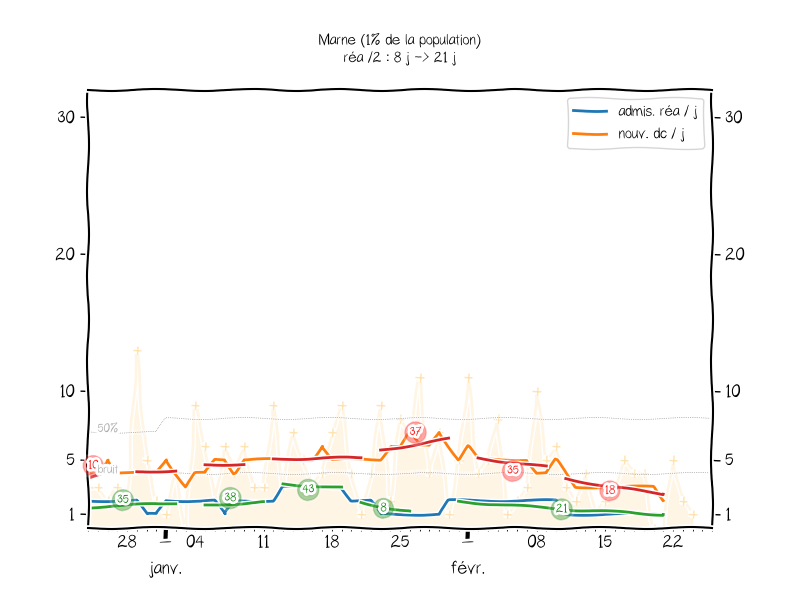 Marne (1% de la population)
réa /2 : 8 j -> 21 j
admis. réa / j
nouv. dc / j
30 30
20 20
10 10
50%
37
5 5
10 bruit 35 18
35 38 43 8 21
1 1
28 1 04 11 18 25 1 08 15 22
janv. févr.